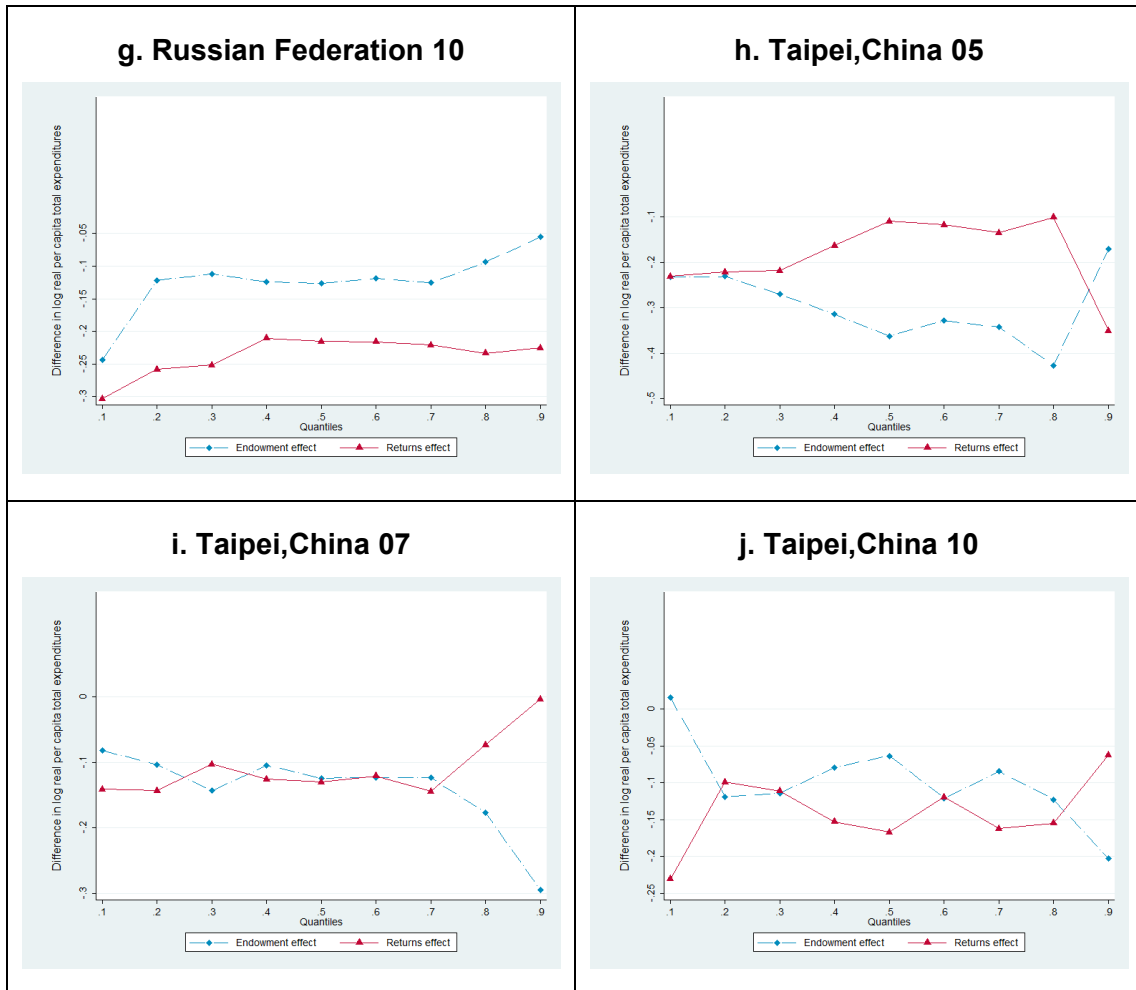 g. Russian Federation 10
Difference in log real per capita total expenditures
-.05
-.1
-.15
-.2
-.25
-.3
.1 .2 .3 .4 .5 .6 .7 .8 .9
Quantiles
Endowment effect Returns effect
h. Taipei,China 05
Difference in log real per capita total expenditures
-.1
-.2
-.3
-.4
-.5
.1 .2 .3 .4 .5 .6 .7 .8 .9
Quantiles
Endowment effect Returns effect
i. Taipei,China 07
Difference in log real per capita total expenditures
0
-.1
-.2
-.3
.1 .2 .3 .4 .5 .6 .7 .8 .9
Quantiles
Endowment effect Returns effect
j. Taipei,China 10
Difference in log real per capita total expenditures
0
-.05
-.1
-.15
-.2
-.25
.1 .2 .3 .4 .5 .6 .7 .8 .9
Quantiles
Endowment effect Returns effect